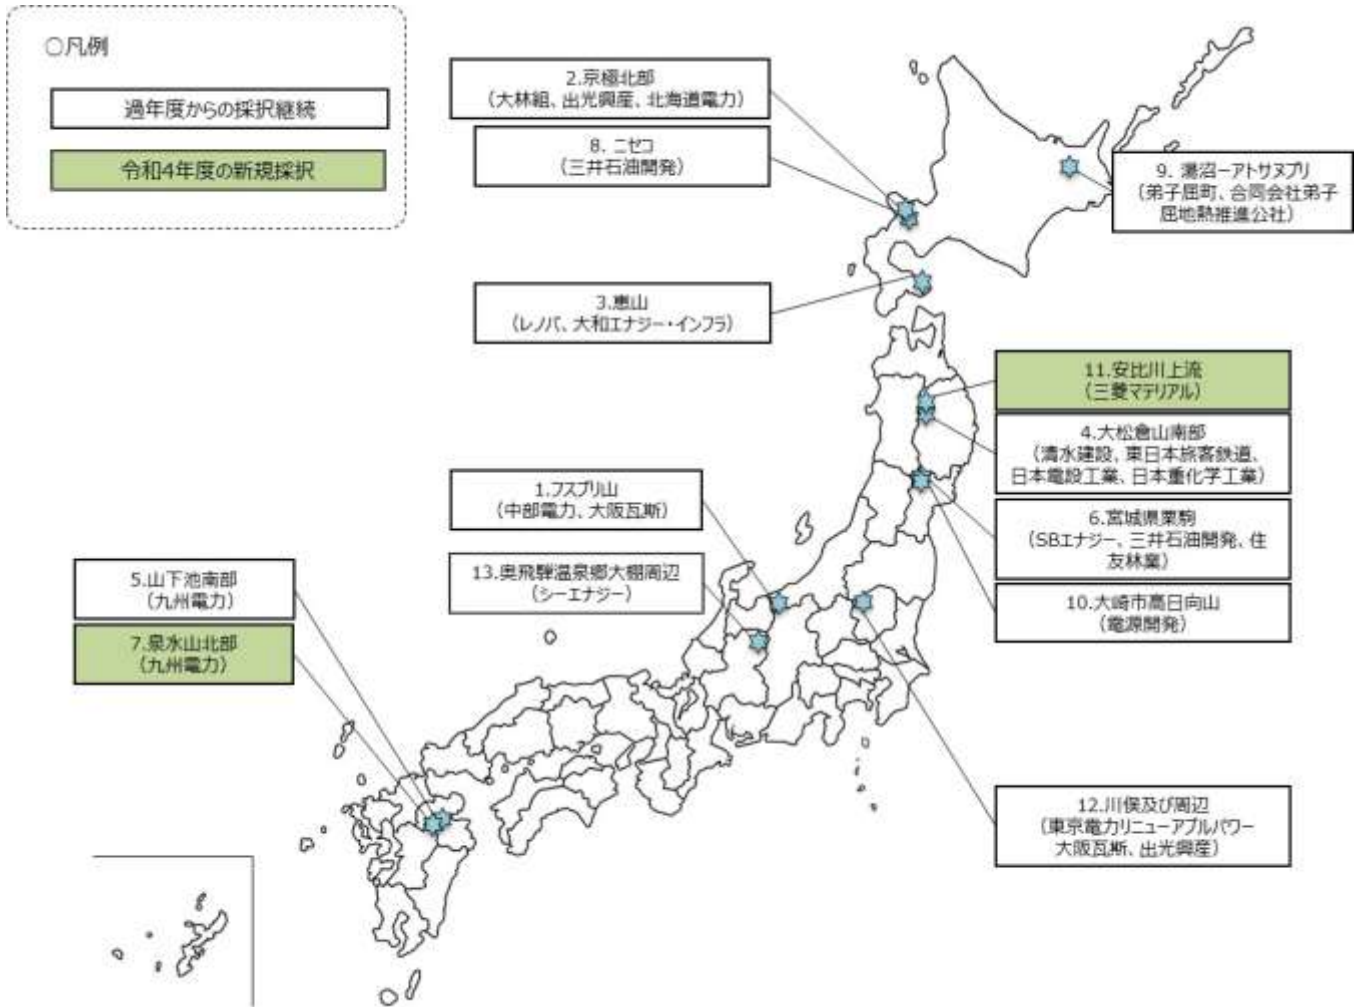 〇凡例
過年度からの採択継続
令和4年度の新規採択
2.京極北部
(大林組、出光興産、北海道電力)
8. ニセコ
(三井石油開発)
9. 湯沼ーアトサヌプリ
(弟子屈町、合同会社弟子
屈地熱推進公社)
3.恵山
(レノバ、大和エナジー・インフラ)
11.安比川上流
(三菱マテリアル)
4.大松倉山南部
(清水建設、東日本旅客鉄道、
日本電設工業、日本重化学工業)
1.フスブリ山
(中部電力、大阪瓦斯)
6.宮城県栗駒
(SBエナジー、三井石油開発、住
友林業)
13.奥飛騨温泉郷大棚周辺
(シーエナジー)
5.山下池南部
(九州電力)
10.大崎市高日向山
(電源開発)
7.泉水山北部
(九州電力)
12.川俣及び周辺
(東京電力リニューアブルパワー
大阪瓦斯、出光興産)